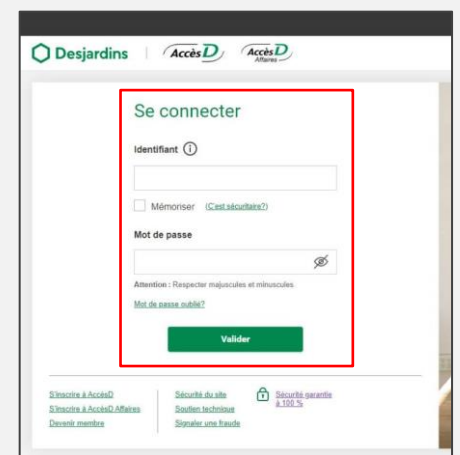 Desjardins AccèsD AccèsD Affaires
Se connecter
Identifiant i
Mémoriser (C'est sécuritaire?)
Mot de passe
Attention : Respecter majuscules et minuscules
Mot de passe oublié?
Valider
S'inscrire à AccèsD Sécurité du site Sécurité garantie à 100 %
S'inscrire à AccèsD Affaires Soutien technique
Devenir membre Signaler une fraude